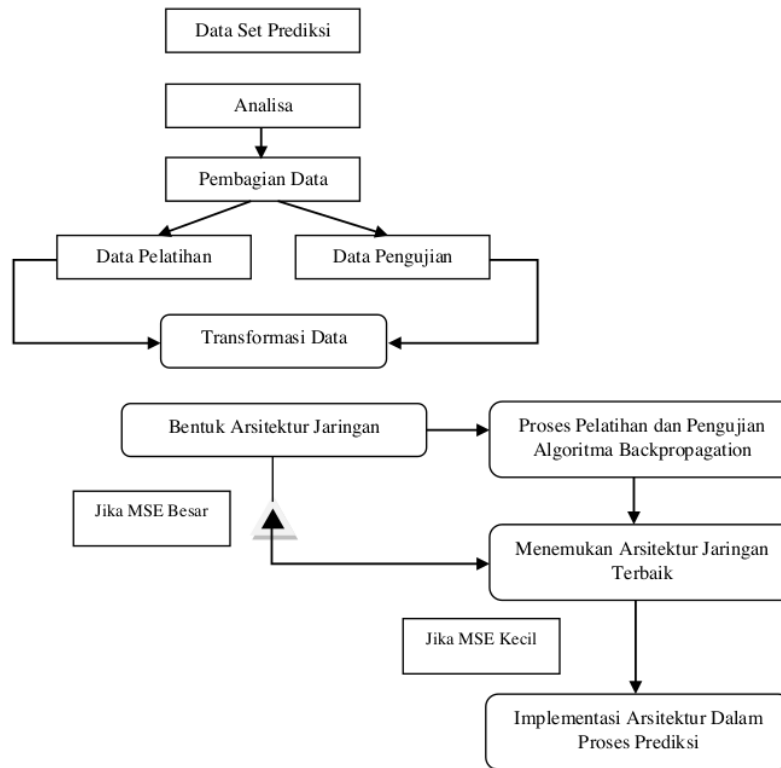 Data Set Prediksi
Analisa
Pembagian Data
Data Pelatihan
Data Pengujian
Transformasi Data
Bentuk Arsitektur Jaringan
Proses Pelatihan dan Pengujian
Algoritma Backpropagation
Jika MSE Besar
Menemukan Arsitektur Jaringan
Terbaik
Jika MSE Kecil
Implementasi Arsitektur Dalam
Proses Prediksi